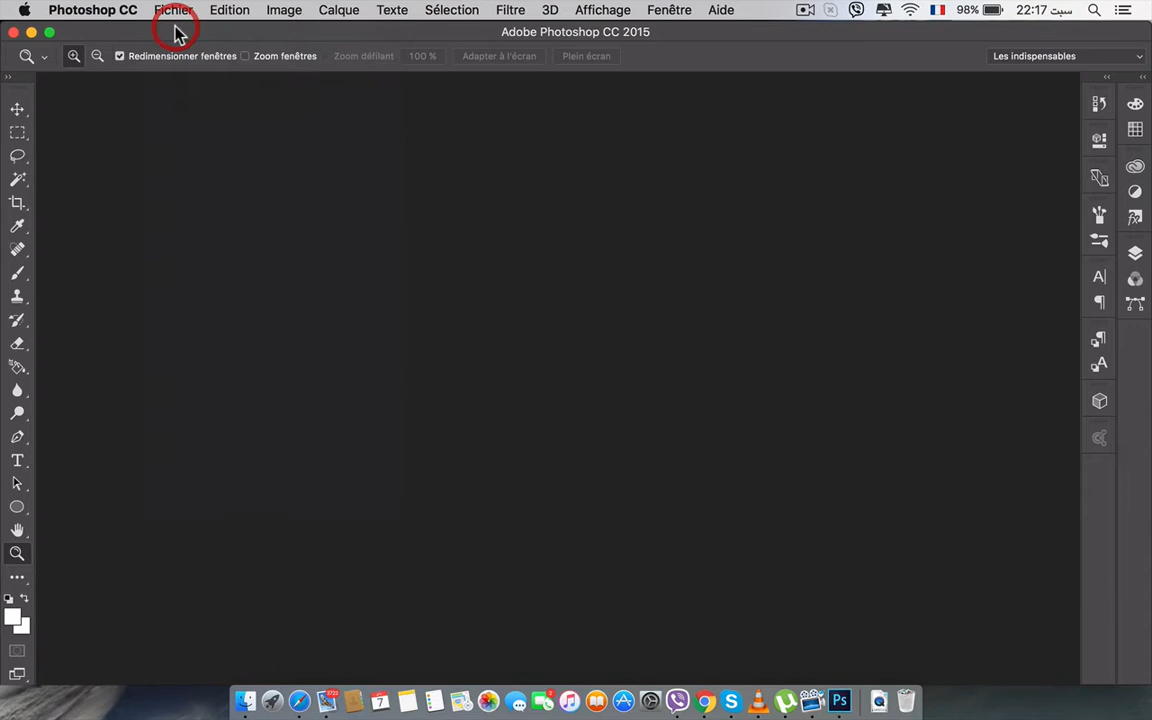 Photoshop CC Fichier Edition Image Calque Texte Sélection Filtre 3D Affichage Fenêtre Aide 98% 22:17 سبت
Adobe Photoshop CC 2015
Redimensionner fenêtres Zoom fenêtres Zoom défilant 100 % Adapter à l'écran Plein écran Les indispensables